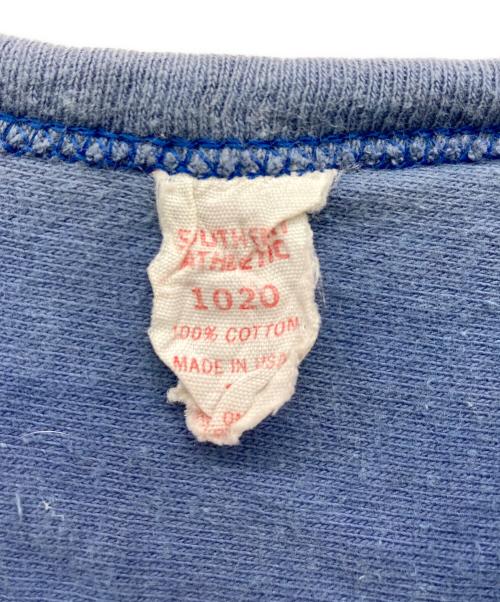 SOUTHERN
ATHLETIC
1020
100% COTTON
MADE IN USA